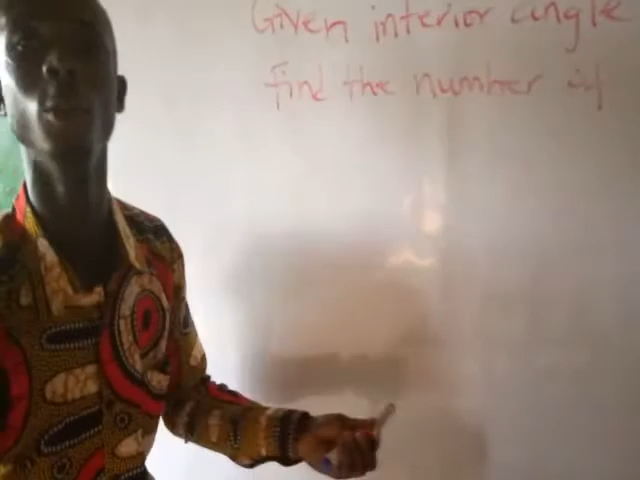 Given interior angle
find the number of